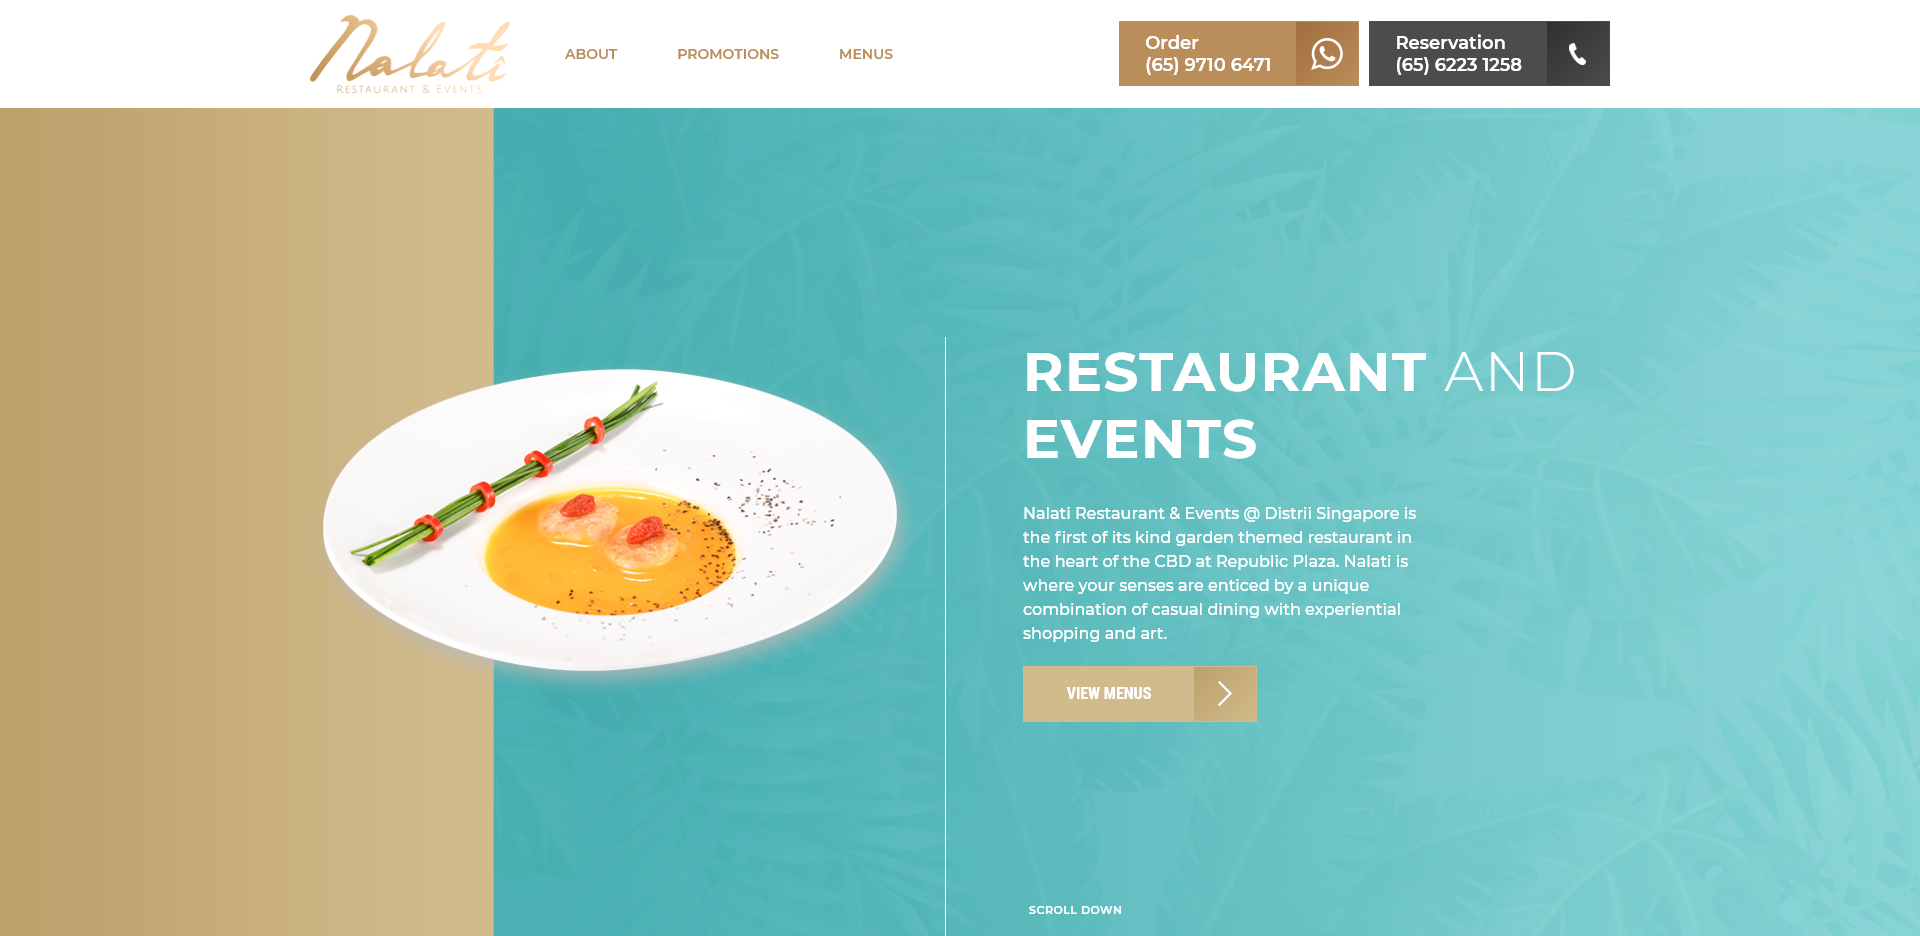 Nalati
RESTAURANT & EVENTS
ABOUT
PROMOTIONS
MENUS
Order
(65) 9710 6471
Reservation
(65) 6223 1258
RESTAURANT AND
EVENTS
Nalati Restaurant & Events @ Distrii Singapore is
the first of its kind garden themed restaurant in
the heart of the CBD at Republic Plaza. Nalati is
where your senses are enticed by a unique
combination of casual dining with experiential
shopping and art.
VIEW MENUS
SCROLL DOWN